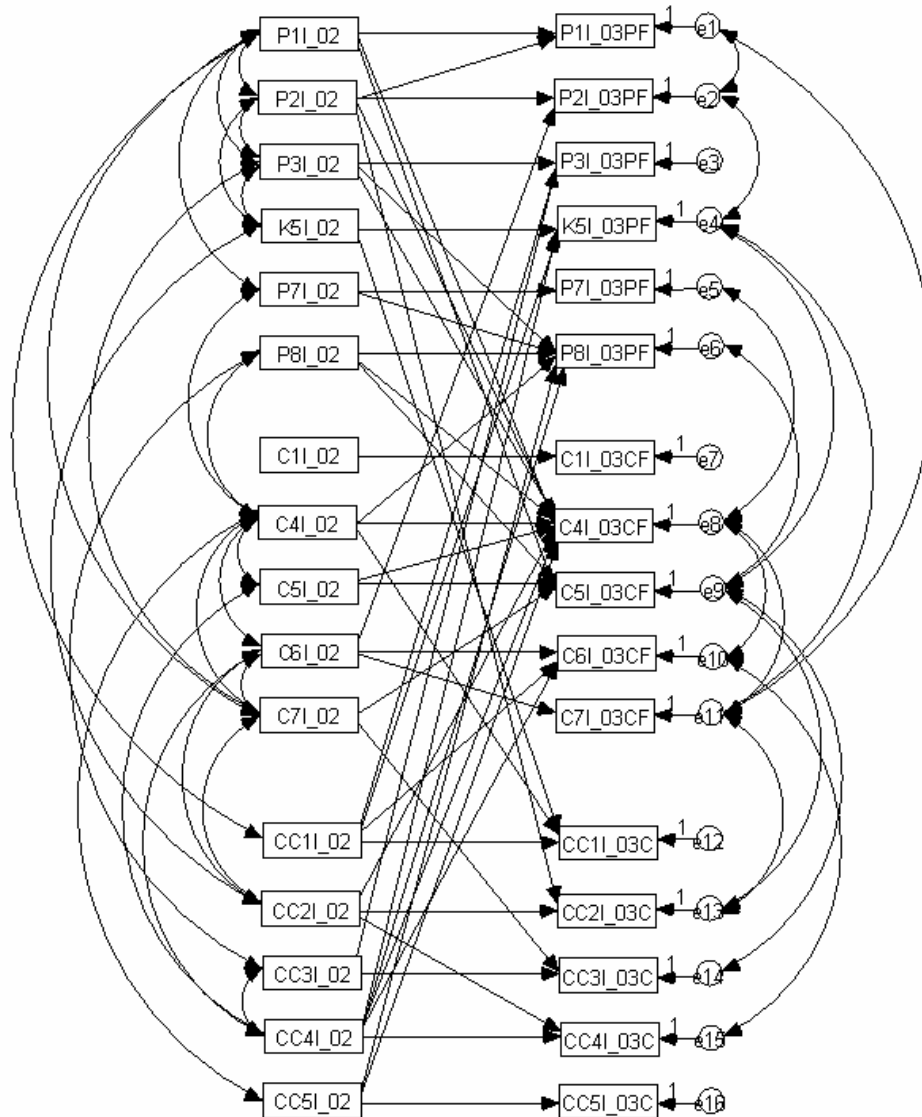 P1I_02 P1I_03PF 1 e1
P2I_02 P2I_03PF 1 e2
P3I_02 P3I_03PF 1 e3
K5I_02 K5I_03PF 1 e4
P7I_02 P7I_03PF 1 e5
P8I_02 P8I_03PF 1 e6
C1I_02 C1I_03CF 1 e7
C4I_02 C4I_03CF 1 e8
C5I_02 C5I_03CF 1 e9
C6I_02 C6I_03CF 1 e10
C7I_02 C7I_03CF 1 e11
CC1I_02 CC1I_03C 1 e12
CC2I_02 CC2I_03C 1 e13
CC3I_02 CC3I_03C 1 e14
CC4I_02 CC4I_03C 1 e15
CC5I_02 CC5I_03C 1 e16